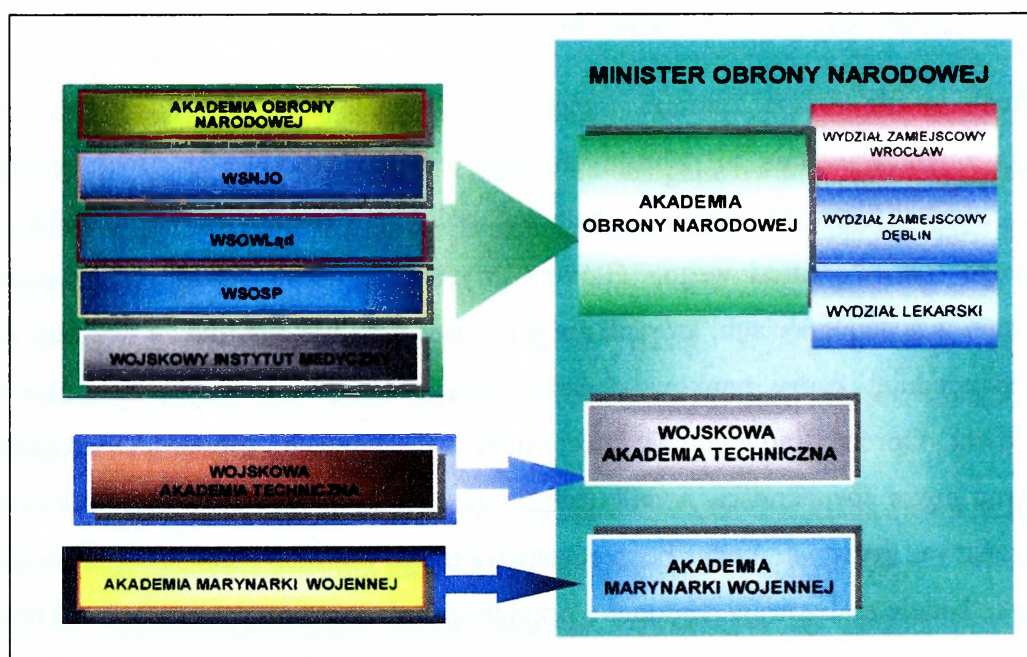 AKADEMIA OBRONY
NARODOWEJ
WSNJO
WSOWLąd
WSOSP
WOJSKOWY INSTYTUT MEDYCZNY
WOJSKOWA
AKADEMIA TECHNICZNA
AKADEMIA MARYNARKI WOJENNEJ
MINISTER OBRONY NARODOWEJ
AKADEMIA
OBRONY NARODOWEJ
WYDZIAŁ ZAMIEJSCOWY
WROCŁAW
WYDZIAŁ ZAMIEJSCOWY
DĘBLIN
WYDZIAŁ LEKARSKI
WOJSKOWA
AKADEMIA TECHNICZNA
AKADEMIA
MARYNARKI WOJENNEJ